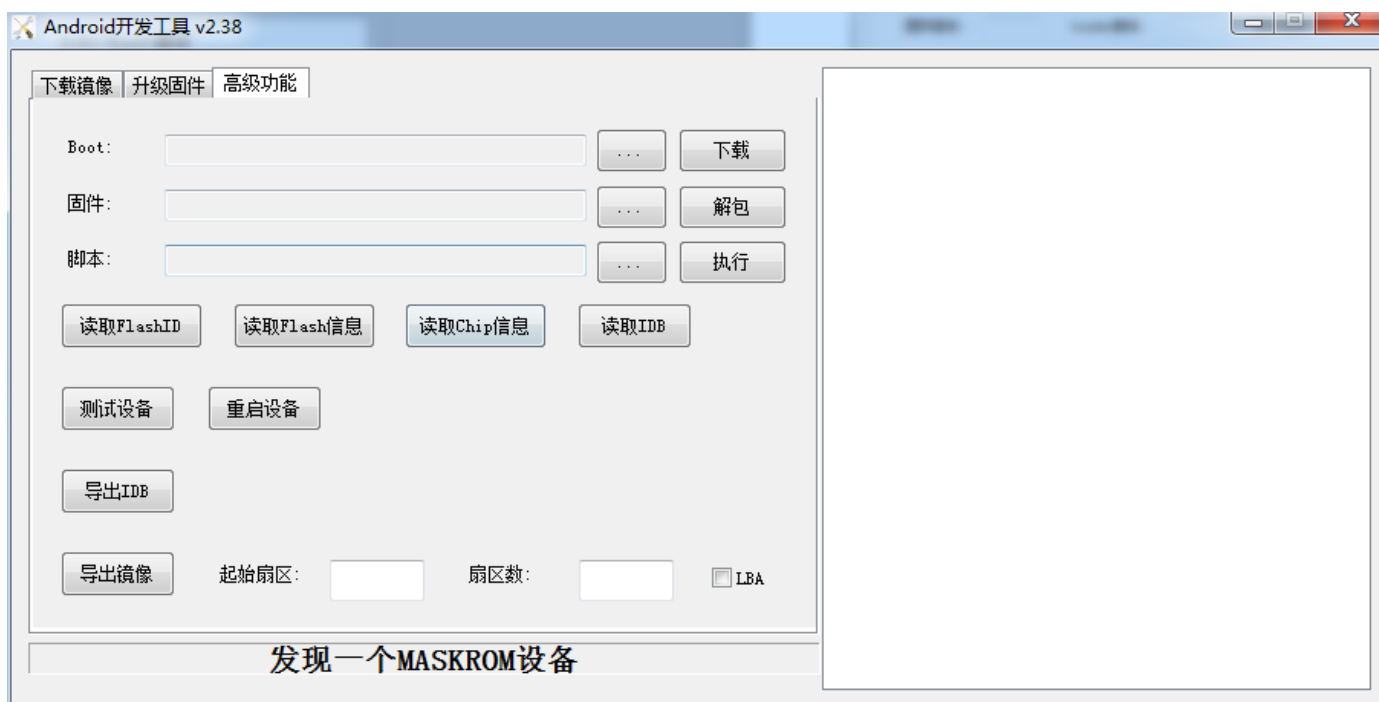 Android开发工具 v2.38
下载镜像 升级固件 高级功能
Boot: ... 下载
固件: ... 解包
脚本: ... 执行
读取FlashID 读取Flash信息 读取Chip信息 读取IDB
测试设备 重启设备
导出IDB
导出镜像 起始扇区: 扇区数: LBA
发现一个MASKROM设备